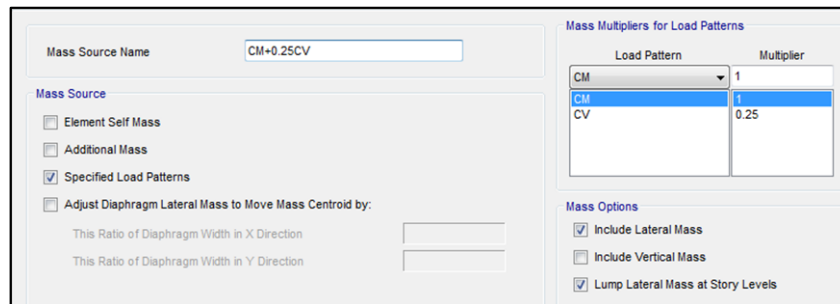 Mass Source Name
CM+0.25CV
Mass Source
Element Self Mass
Additional Mass
Specified Load Patterns
Adjust Diaphragm Lateral Mass to Move Mass Centroid by:
This Ratio of Diaphragm Width in X Direction
This Ratio of Diaphragm Width in Y Direction
Mass Multipliers for Load Patterns
Load Pattern Multiplier
CM 1
CM 1
CV 0.25
Mass Options
Include Lateral Mass
Include Vertical Mass
Lump Lateral Mass at Story Levels